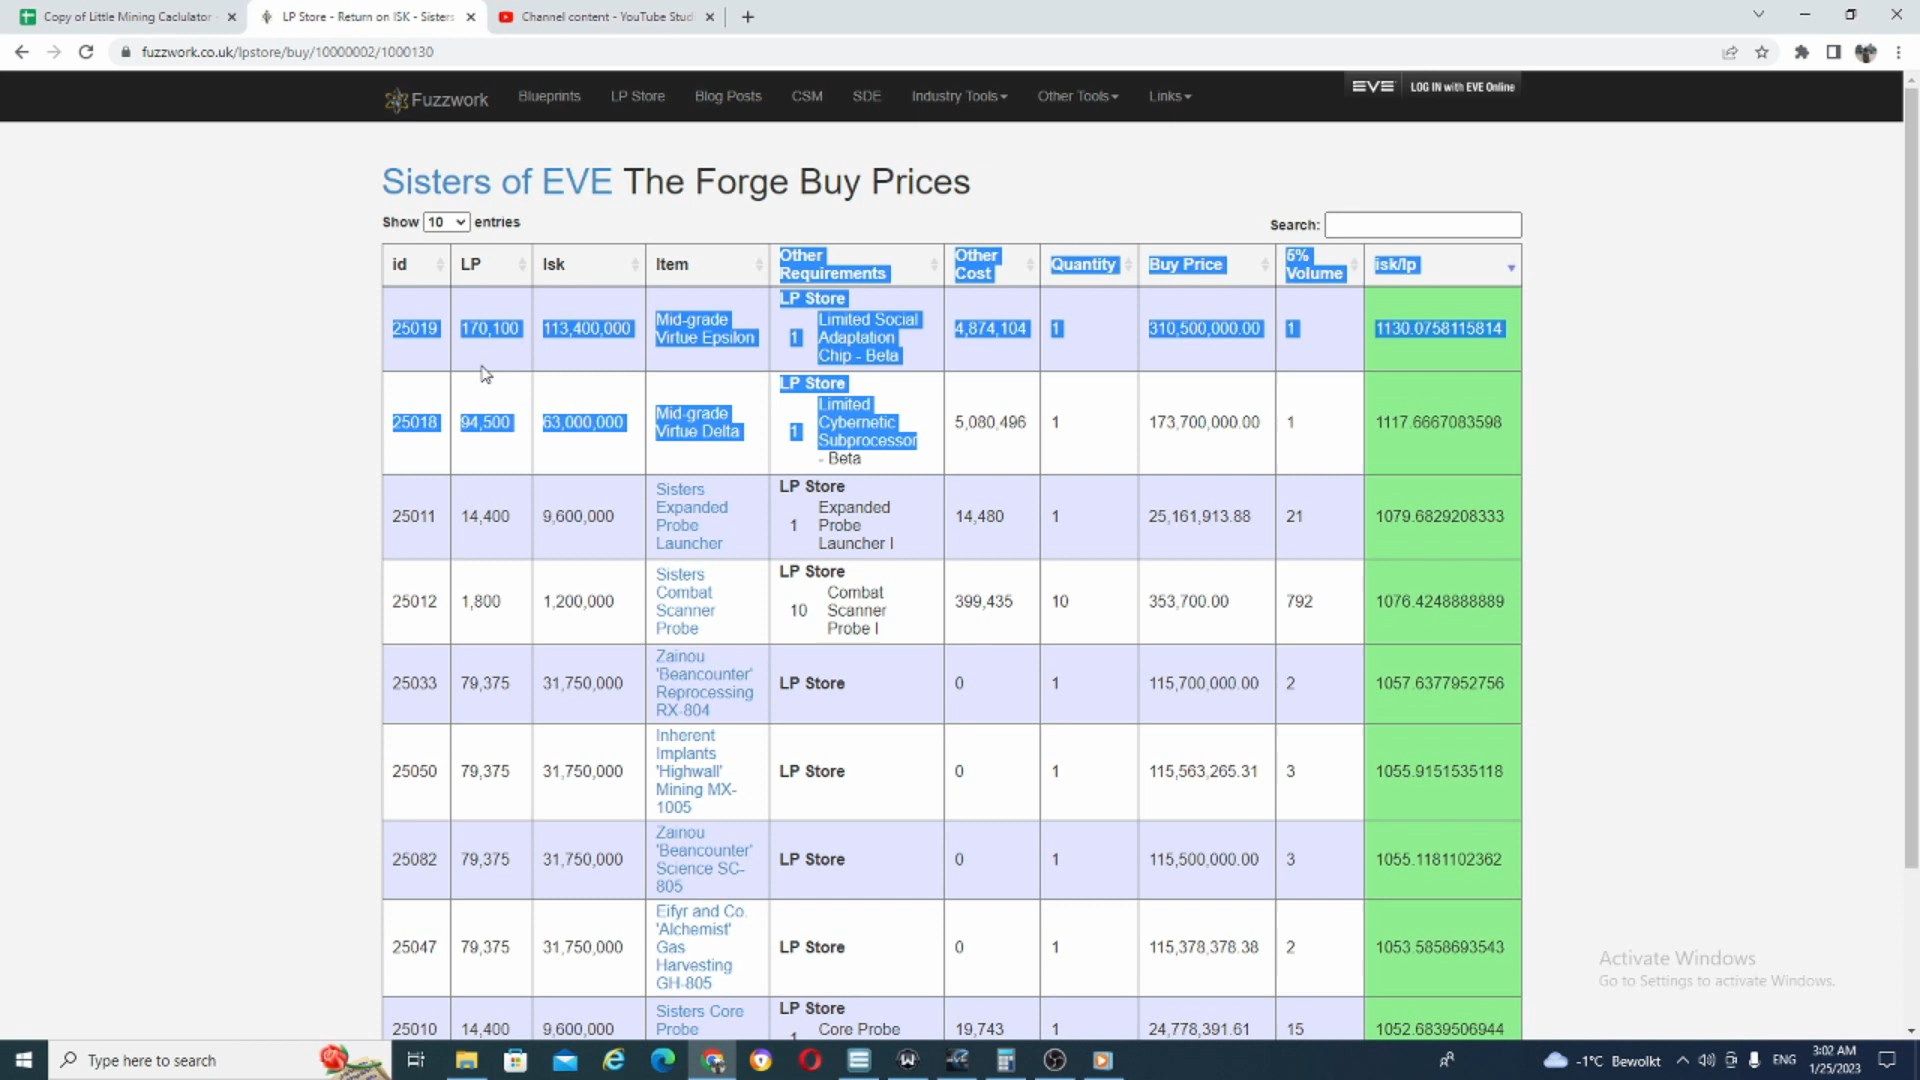 Copy of Little Mining Caclulator
LP Store - Return on ISK - Sisters
Channel content - YouTube Stud
fuzzwork.co.uk/lpstore/buy/10000002/1000130
Fuzzwork Blueprints LP Store Blog Posts CSM SDE Industry Tools Other Tools Links
EVE LOG IN with EVE Online
Sisters of EVE The Forge Buy Prices
Show 10 entries
Search:
id LP Isk Item Other Requirements Other Cost Quantity Buy Price 5% Volume isk/lp
25019 170,100 113,400,000 Mid-grade Virtue Epsilon LP Store 1 Limited Social Adaptation Chip - Beta 4,874,104 1 310,500,000.00 1 1130.0758115814
25018 94,500 63,000,000 Mid-grade Virtue Delta LP Store 1 Limited Cybernetic Subprocessor - Beta 5,080,496 1 173,700,000.00 1 1117.6667083598
25011 14,400 9,600,000 Sisters Expanded Probe Launcher LP Store 1 Expanded Probe Launcher I 14,480 1 25,161,913.88 21 1079.6829208333
25012 1,800 1,200,000 Sisters Combat Scanner Probe LP Store 10 Combat Scanner Probe I 399,435 10 353,700.00 792 1076.4248888889
25033 79,375 31,750,000 Zainou 'Beancounter' Reprocessing RX-804 LP Store 0 1 115,700,000.00 2 1057.6377952756
25050 79,375 31,750,000 Inherent Implants 'Highwall' Mining MX-1005 LP Store 0 1 115,563,265.31 3 1055.9151535118
25082 79,375 31,750,000 Zainou 'Beancounter' Science SC-805 LP Store 0 1 115,500,000.00 3 1055.1181102362
25047 79,375 31,750,000 Eifyr and Co. 'Alchemist' Gas Harvesting GH-805 LP Store 0 1 115,378,378.38 2 1053.5858693543
25010 14,400 9,600,000 Sisters Core Probe LP Store 1 Core Probe 19,743 1 24,778,391.61 15 1052.6839506944
Activate Windows
Go to Settings to activate Windows.
Type here to search
-1°C Bewolkt
ENG
3:02 AM
1/25/2023